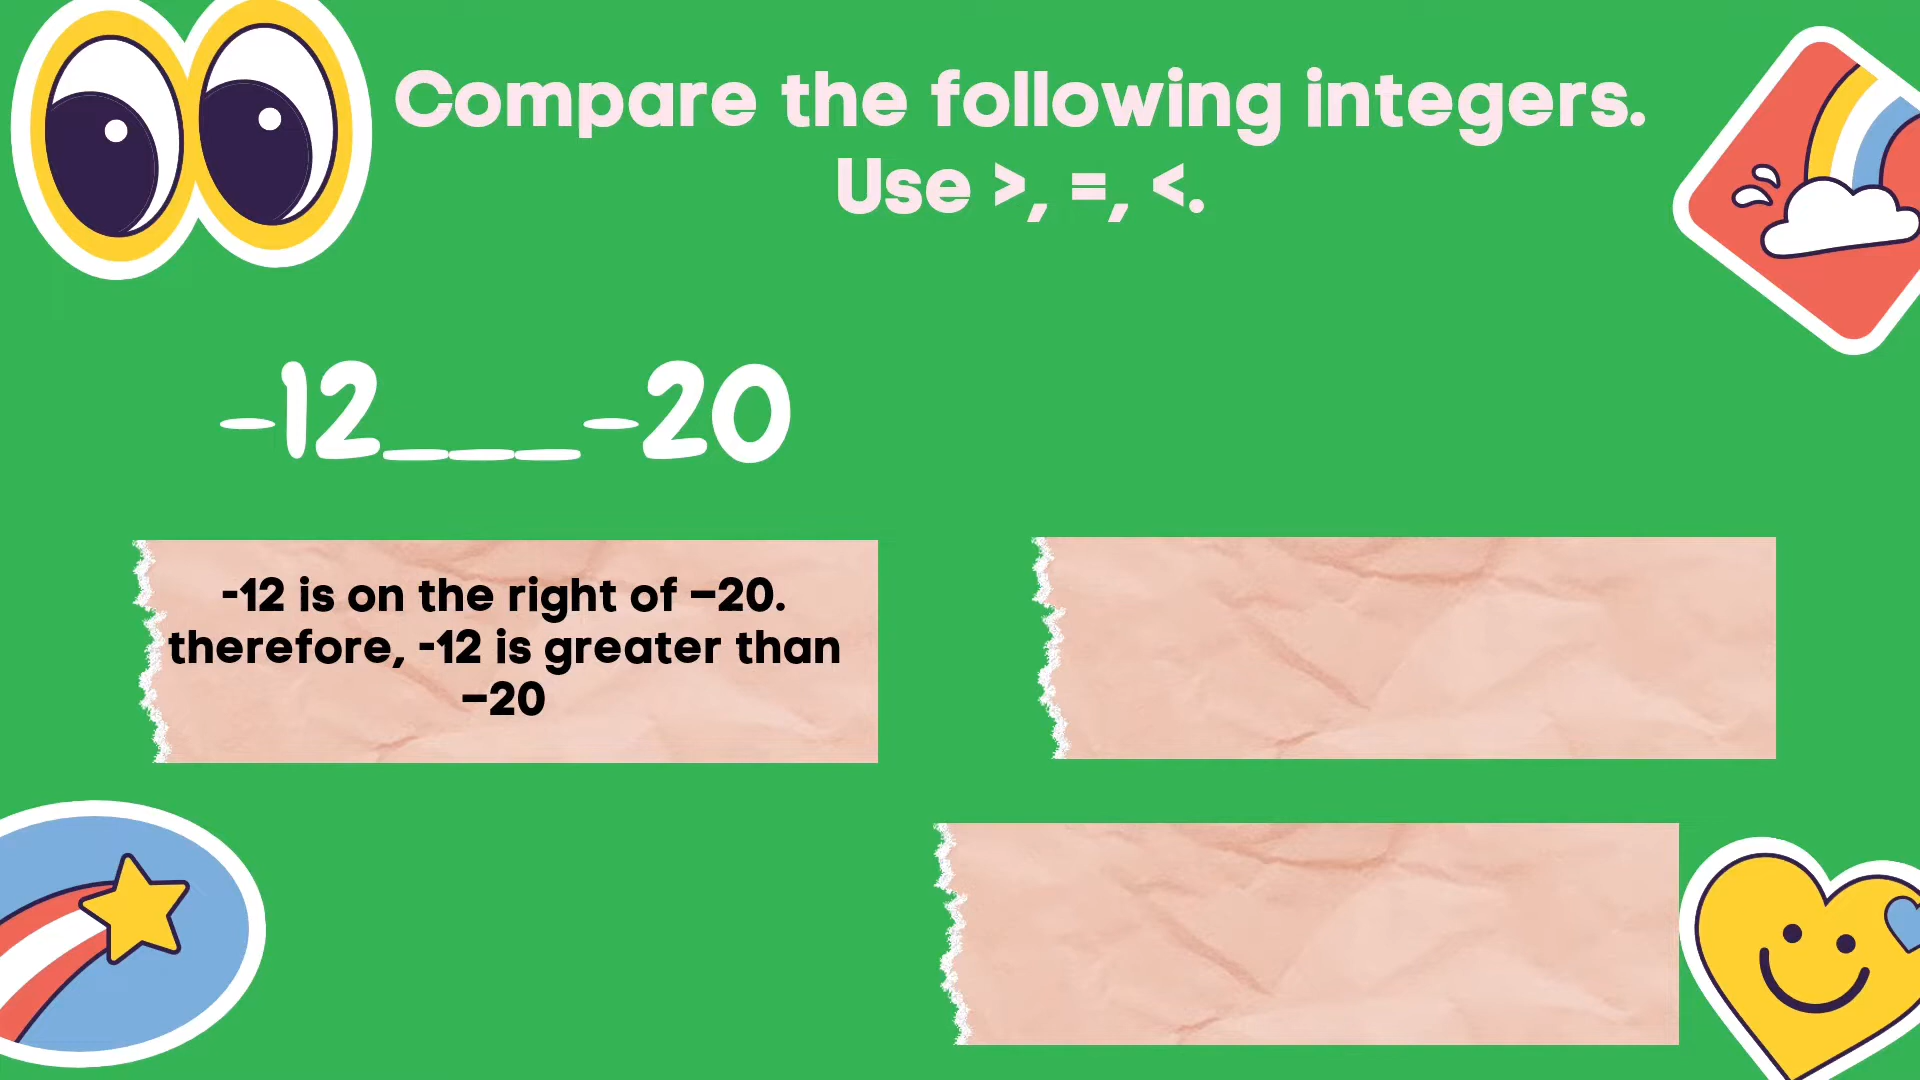 Compare the following integers.
Use >, =, <.
-12___-20
-12 is on the right of –20.
therefore, -12 is greater than
–20